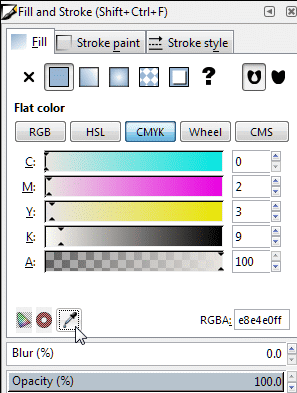 Fill and Stroke (Shift+Ctrl+F)
Fill Stroke paint Stroke style
?
Flat color
RGB HSL CMYK Wheel CMS
C: 0
M: 2
Y: 3
K: 9
A: 100
RGBA: e8e4e0ff
Blur (%) 0.0
Opacity (%) 100.0